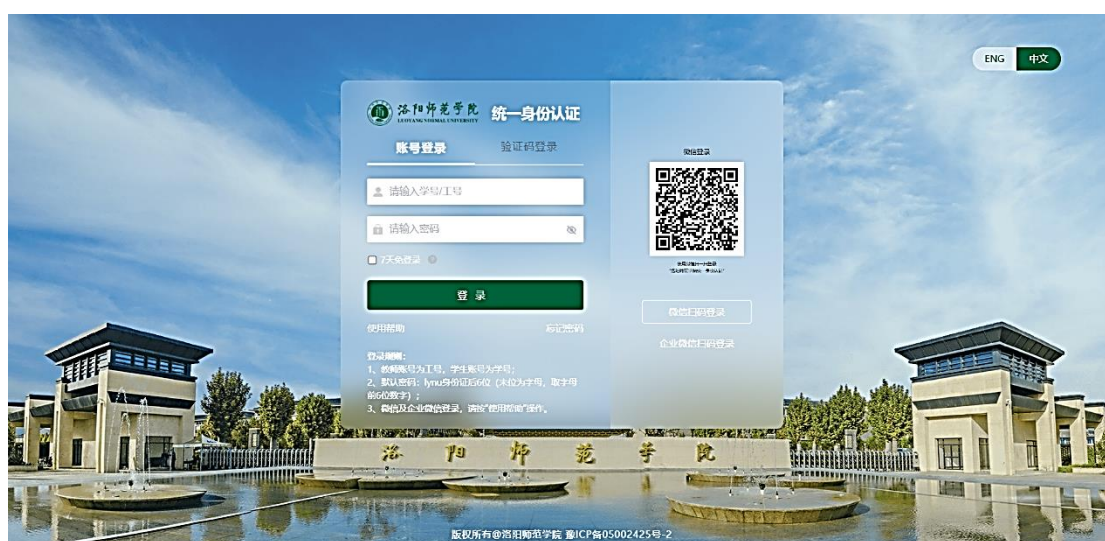 ENG 中文
洛阳师范学院 统一身份认证
LUOYANG NORMAL UNIVERSITY
账号登录 验证码登录
请输入学号/工号
请输入密码
7天免登录
登 录
使用帮助 忘记密码
登录规则：
1、教师账号为工号，学生账号为学号；
2、默认密码：lynu身份证后6位（末位为字母，取字母
前6位数字）；
3、微信及企业微信登录，请按"使用帮助"操作。
微信登录
微信扫码登录
企业微信扫码登录
洛阳师范学院
版权所有@洛阳师范学院 豫ICP备05002425号-2